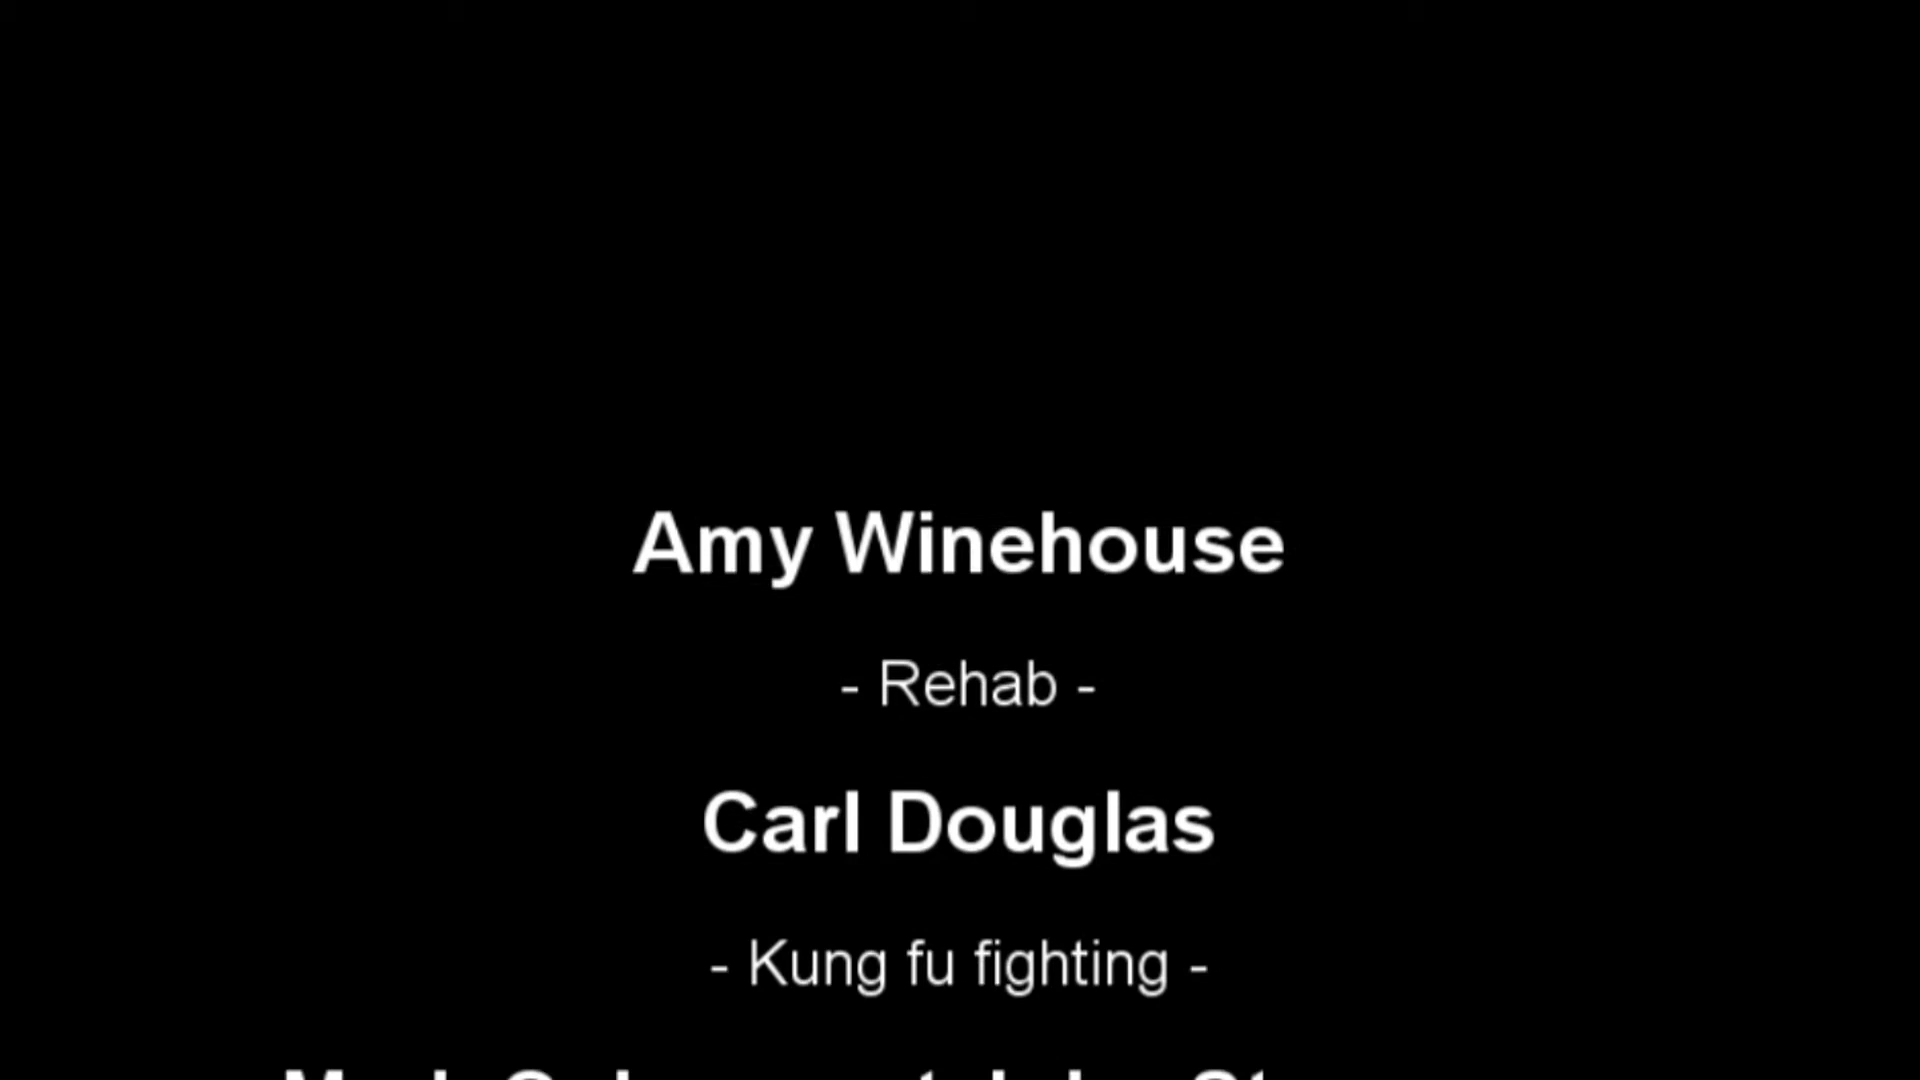 Amy Winehouse
- Rehab -
Carl Douglas
- Kung fu fighting -